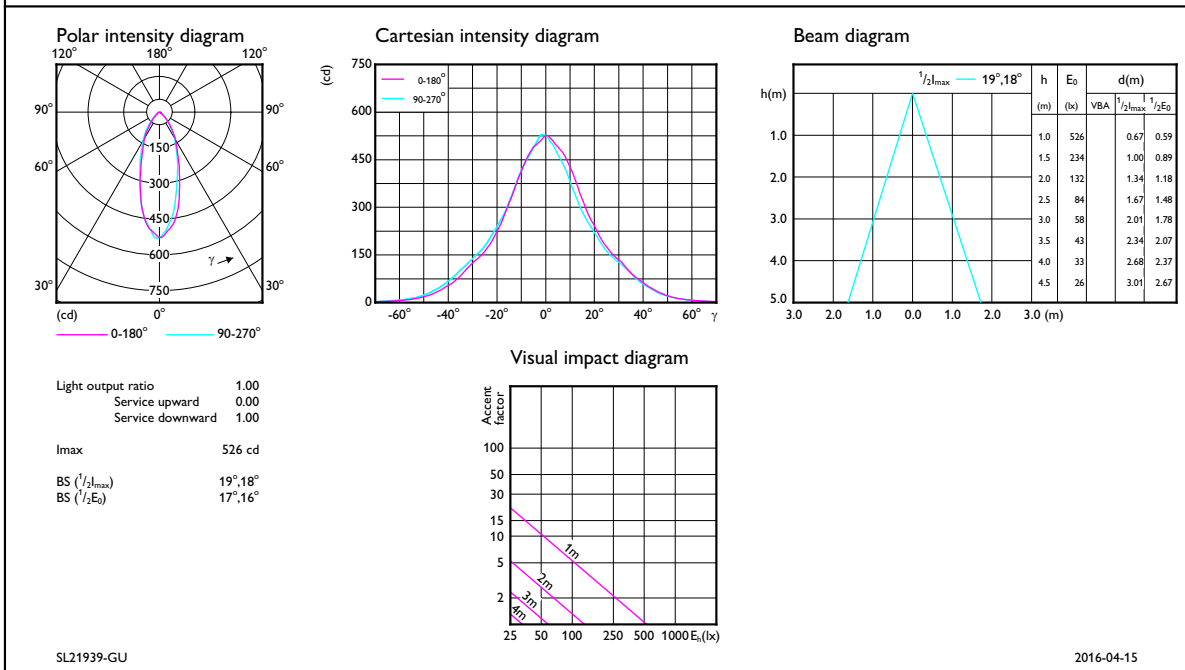 Polar intensity diagram
120° 180° 120°
90° 90°
60° 60°
30° 30°
150
300
450
600
750
γ
(cd) 0°
0-180° 90-270°
Light output ratio 1.00
Service upward 0.00
Service downward 1.00
Imax 526 cd
BS (1/2Imax) 19°,18°
BS (1/2E0) 17°,16°
Cartesian intensity diagram
(cd)
750
600
450
300
150
0
0-180°
90-270°
-60° -40° -20° 0° 20° 40° 60° γ
Beam diagram
1/2Imax 19°,18°
h(m)
1.0
2.0
3.0
4.0
5.0
3.0 2.0 1.0 0.0 1.0 2.0 3.0 (m)
h E0 d(m)
(m) (lx) VBA 1/2Imax 1/2E0
1.0 526 0.67 0.59
1.5 234 1.00 0.89
2.0 132 1.34 1.18
2.5 84 1.67 1.48
3.0 58 2.01 1.78
3.5 43 2.34 2.07
4.0 33 2.68 2.37
4.5 26 3.01 2.67
Visual impact diagram
Accent
factor
100
50
30
15
10
5
2
1m
2m
3m
4m
25 50 100 250 500 1000 Eh(lx)
SL21939-GU 2016-04-15